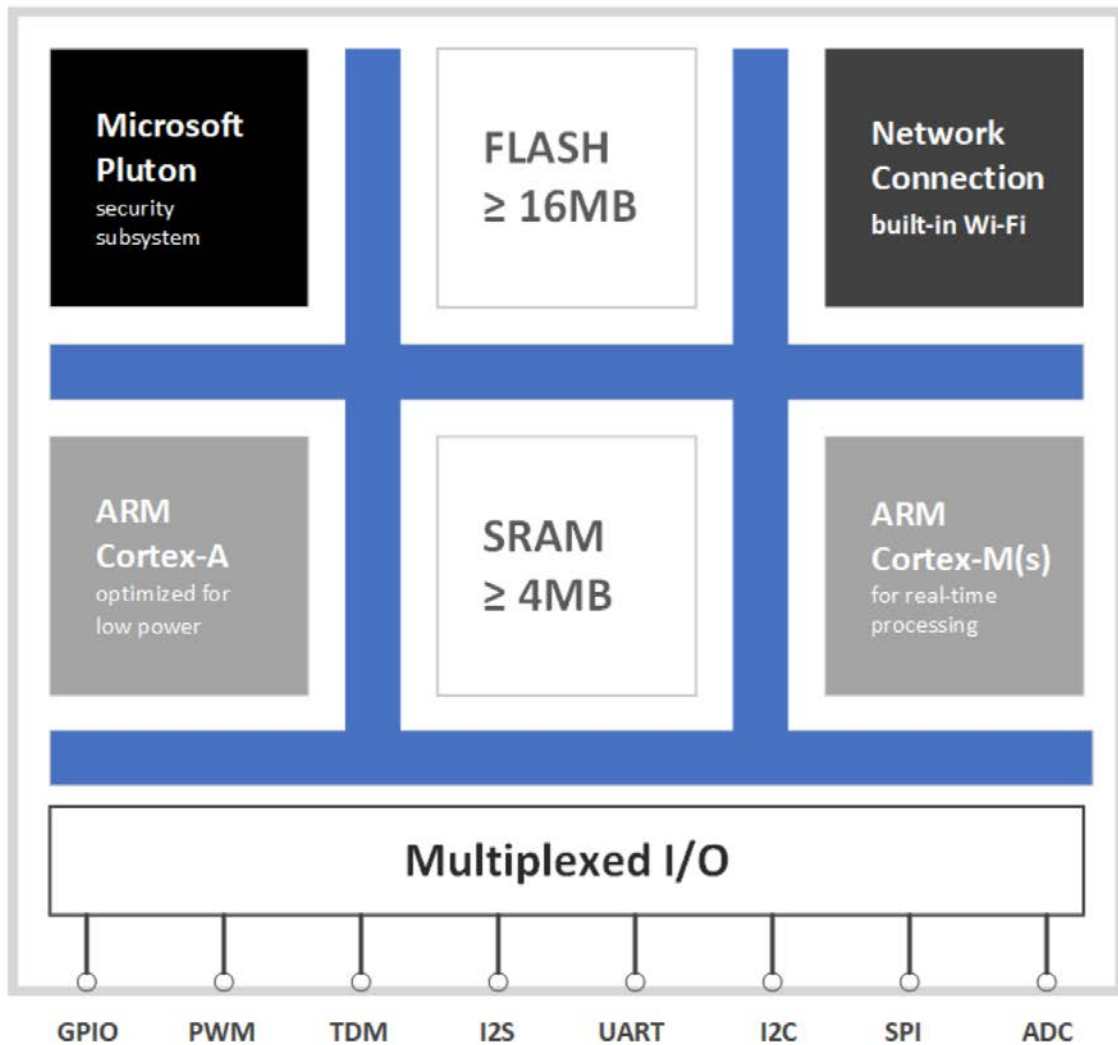 Microsoft
Pluton
security
subsystem
FLASH
≥ 16MB
Network
Connection
built-in Wi-Fi
ARM
Cortex-A
optimized for
low power
SRAM
≥ 4MB
ARM
Cortex-M(s)
for real-time
processing
Multiplexed I/O
GPIO PWM TDM I2S UART I2C SPI ADC